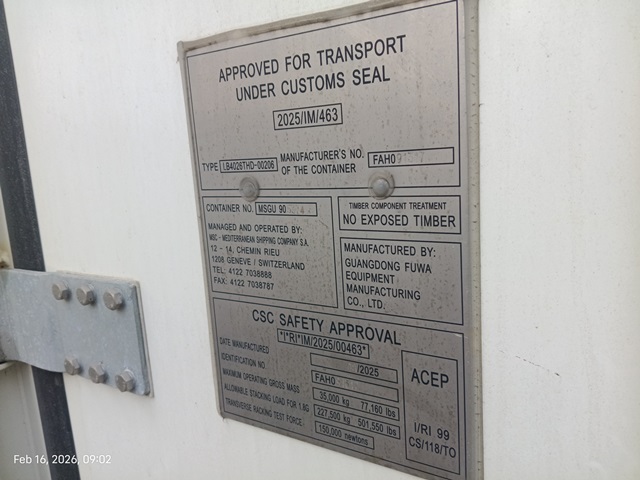 APPROVED FOR TRANSPORT
UNDER CUSTOMS SEAL
2025/IM/463
TYPE LB4026THD-00206 MANUFACTURER'S NO. OF THE CONTAINER FAH0
CONTAINER NO. MSGU 90
MANAGED AND OPERATED BY:
MSC - MEDITERRANEAN SHIPPING COMPANY S.A.
12 - 14, CHEMIN RIEU
1208 GENEVE / SWITZERLAND
TEL: 4122 7038888
FAX: 4122 7038787
TIMBER COMPONENT TREATMENT
NO EXPOSED TIMBER
MANUFACTURED BY:
GUANGDONG FUWA
EQUIPMENT
MANUFACTURING
CO., LTD.
CSC SAFETY APPROVAL
*I*RI*IM/2025/00463*
DATE MANUFACTURED /2025
IDENTIFICATION NO. FAH0
MAXIMUM OPERATING GROSS MASS 35,000 kg 77,160 lbs
ALLOWABLE STACKING LOAD FOR 1.8G 227,500 kg 501,550 lbs
TRANSVERSE RACKING TEST FORCE 150,000 newtons
ACEP
I/RI 99
CS/118/TO
Feb 16, 2026, 09:02